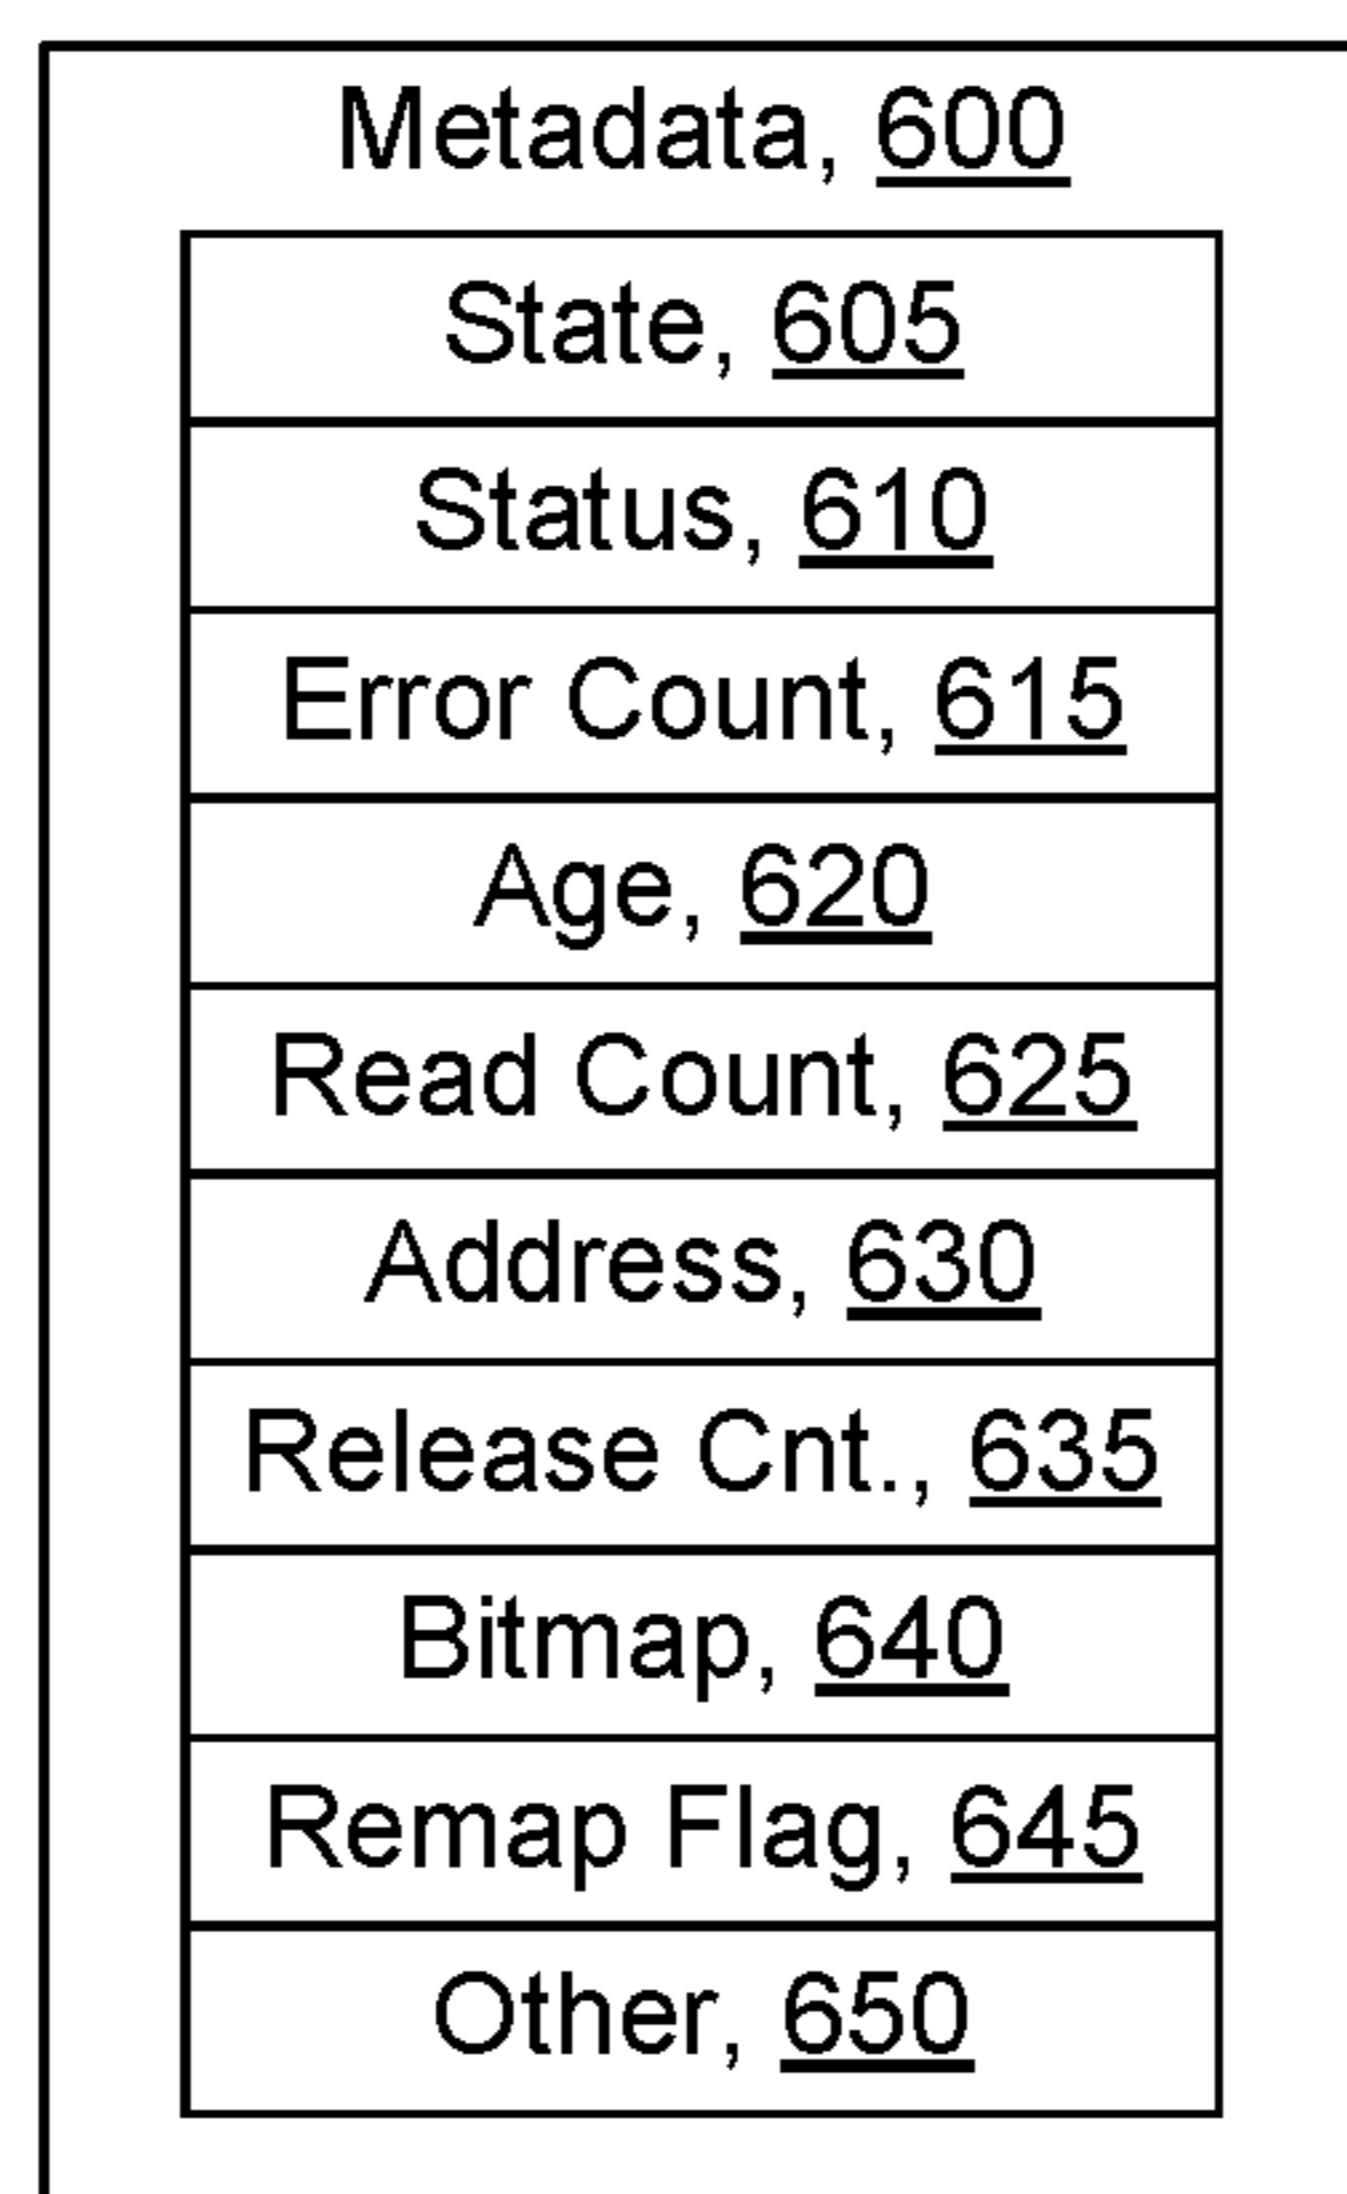 Metadata, 600
State, 605
Status, 610
Error Count, 615
Age, 620
Read Count, 625
Address, 630
Release Cnt., 635
Bitmap, 640
Remap Flag, 645
Other, 650